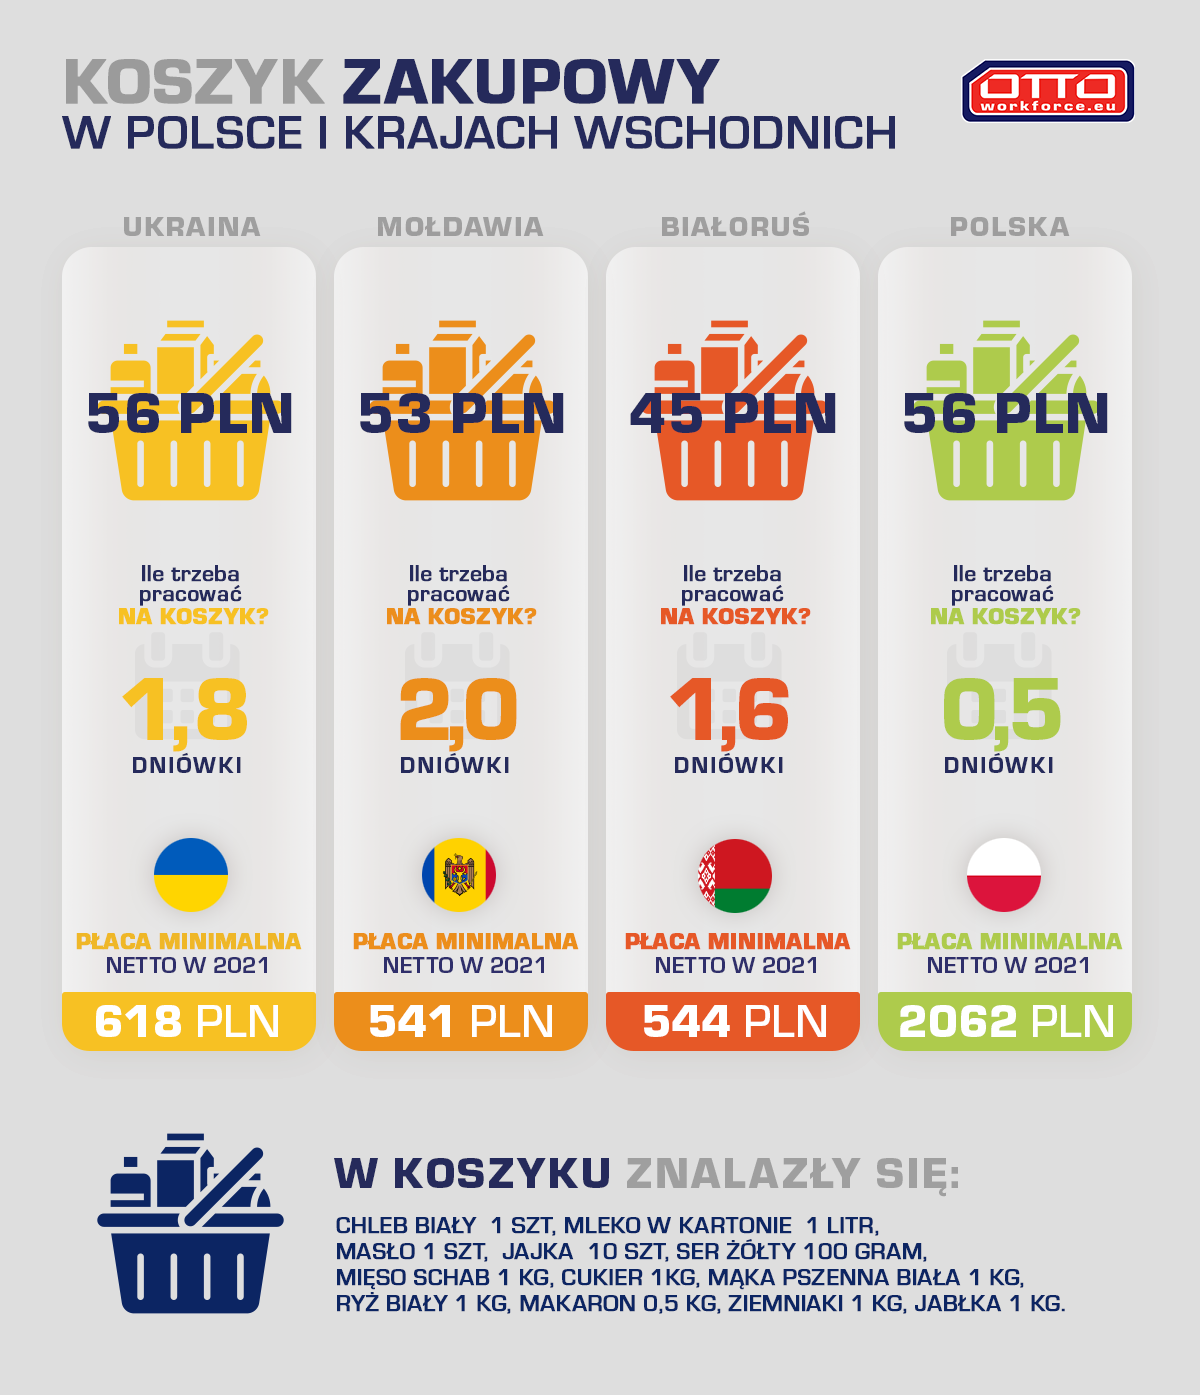 KOSZYK ZAKUPOWY
W POLSCE I KRAJACH WSCHODNICH
OTTO
workforce.eu
UKRAINA
56 PLN
Ile trzeba
pracować
NA KOSZYK?
1,8
DNIÓWKI
PŁACA MINIMALNA
NETTO W 2021
618 PLN
MOŁDAWIA
53 PLN
Ile trzeba
pracować
NA KOSZYK?
2,0
DNIÓWKI
PŁACA MINIMALNA
NETTO W 2021
541 PLN
BIAŁORUŚ
45 PLN
Ile trzeba
pracować
NA KOSZYK?
1,6
DNIÓWKI
PŁACA MINIMALNA
NETTO W 2021
544 PLN
POLSKA
56 PLN
Ile trzeba
pracować
NA KOSZYK?
0,5
DNIÓWKI
PŁACA MINIMALNA
NETTO W 2021
2062 PLN
W KOSZYKU ZNALAZŁY SIĘ:
CHLEB BIAŁY  1 SZT, MLEKO W KARTONIE  1 LITR,
MASŁO 1 SZT,  JAJKA  10 SZT, SER ŻÓŁTY 100 GRAM,
MIĘSO SCHAB 1 KG, CUKIER 1KG, MĄKA PSZENNA BIAŁA 1 KG,
RYŻ BIAŁY 1 KG, MAKARON 0,5 KG, ZIEMNIAKI 1 KG, JABŁKA 1 KG.